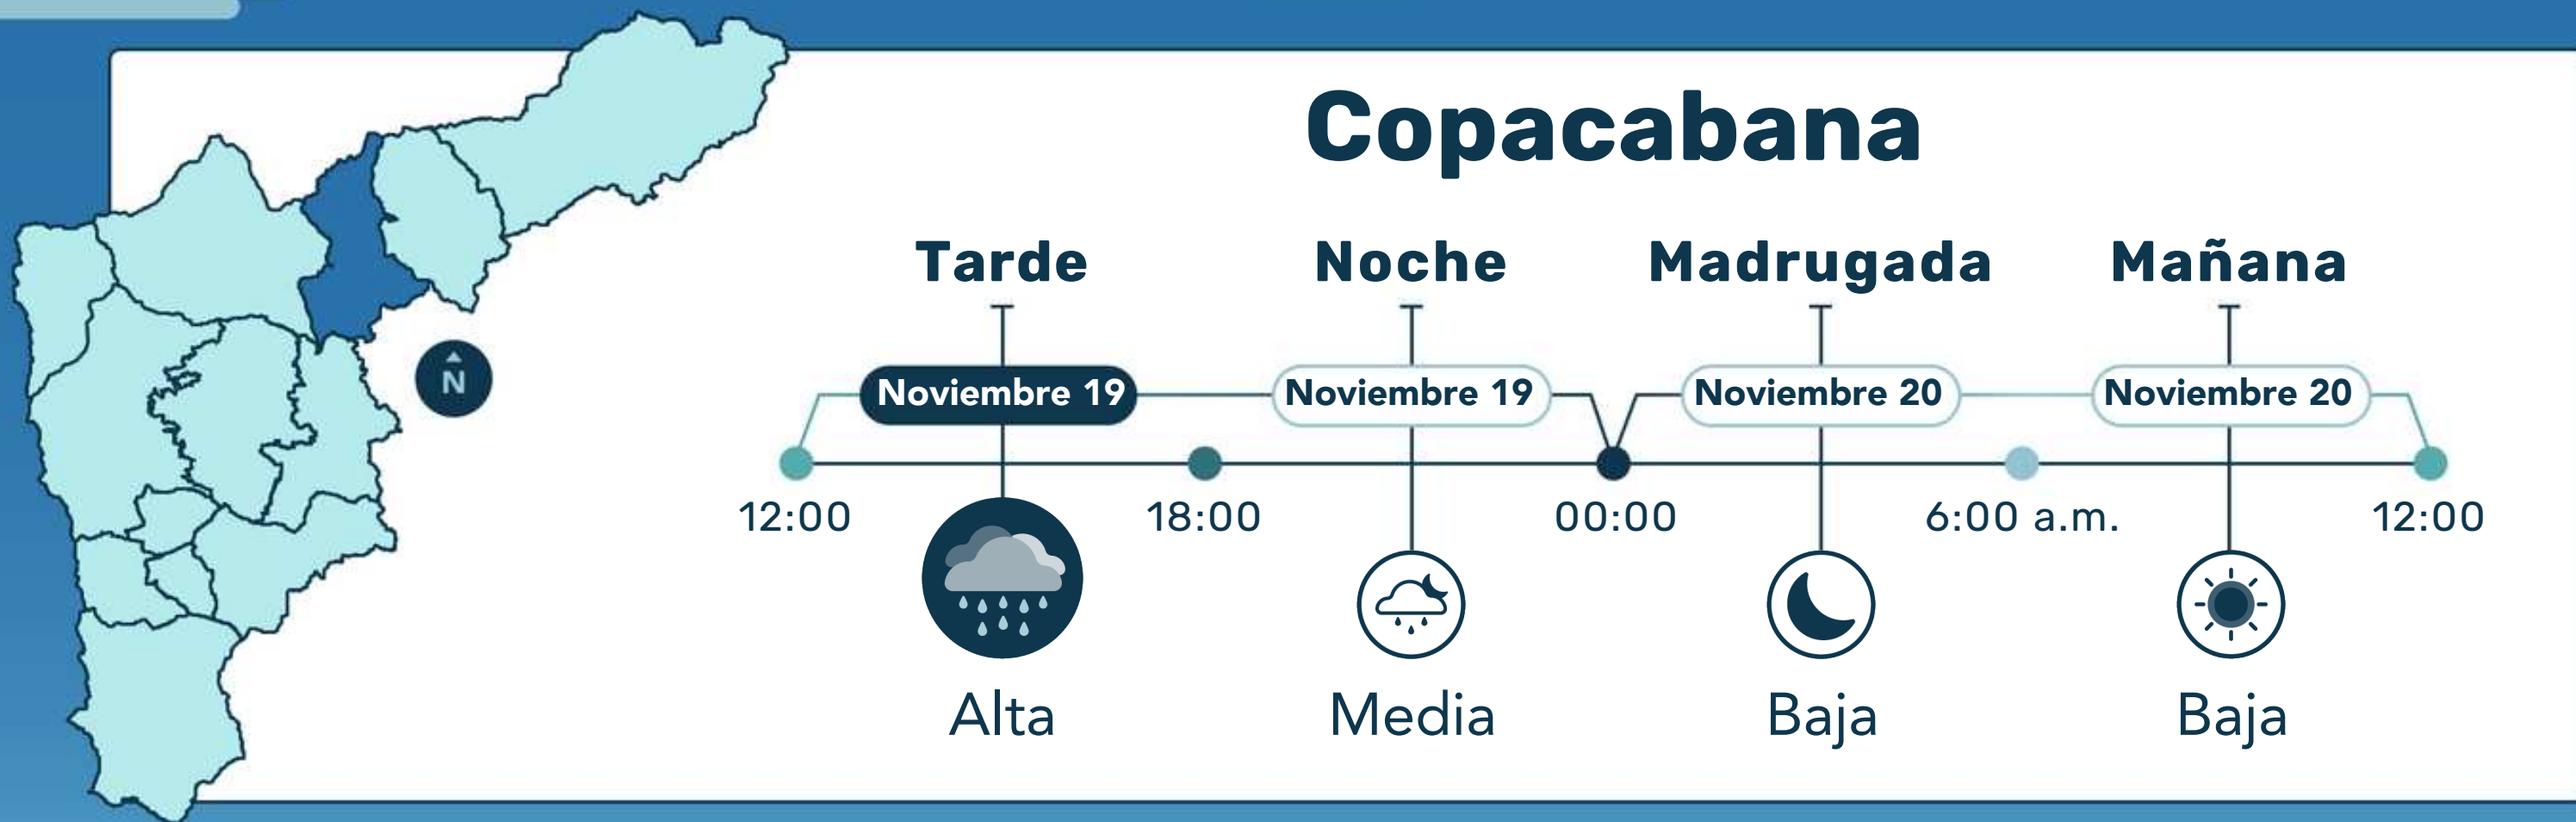 Copacabana
Tarde Noche Madrugada Mañana
Noviembre 19 Noviembre 19 Noviembre 20 Noviembre 20
N
12:00 18:00 00:00 6:00 a.m. 12:00
Alta Media Baja Baja